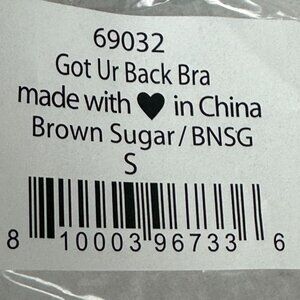 69032
Got Ur Back Bra
made with ♥ in China
Brown Sugar / BNSG
S
8 10003 96733 6